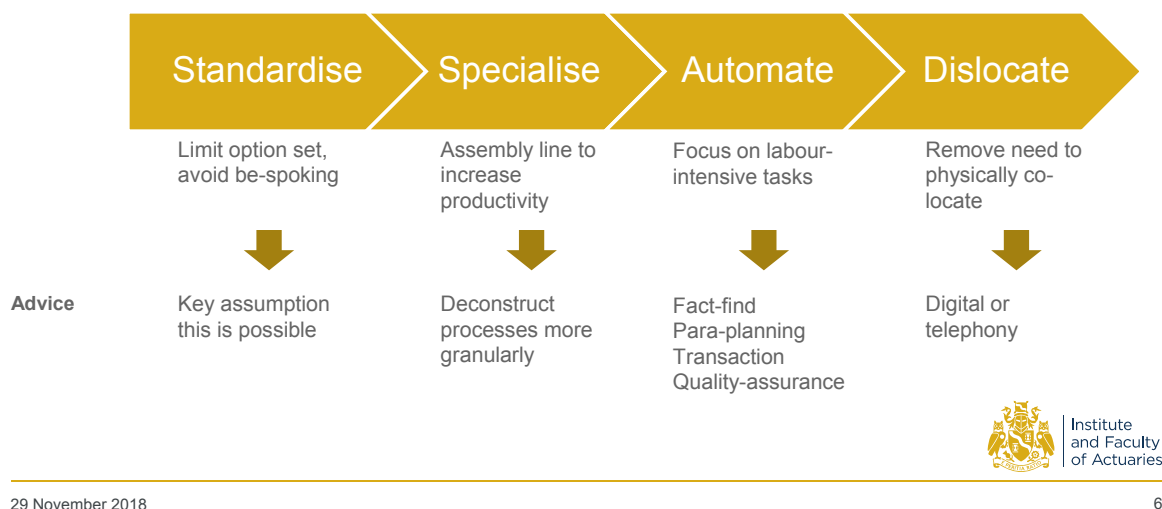 Standardise
Specialise
Automate
Dislocate
Limit option set,
avoid be-spoking
Assembly line to
increase
productivity
Focus on labour-
intensive tasks
Remove need to
physically co-
locate
Advice
Key assumption
this is possible
Deconstruct
processes more
granularly
Fact-find
Para-planning
Transaction
Quality-assurance
Digital or
telephony
Institute
and Faculty
of Actuaries
29 November 2018
6